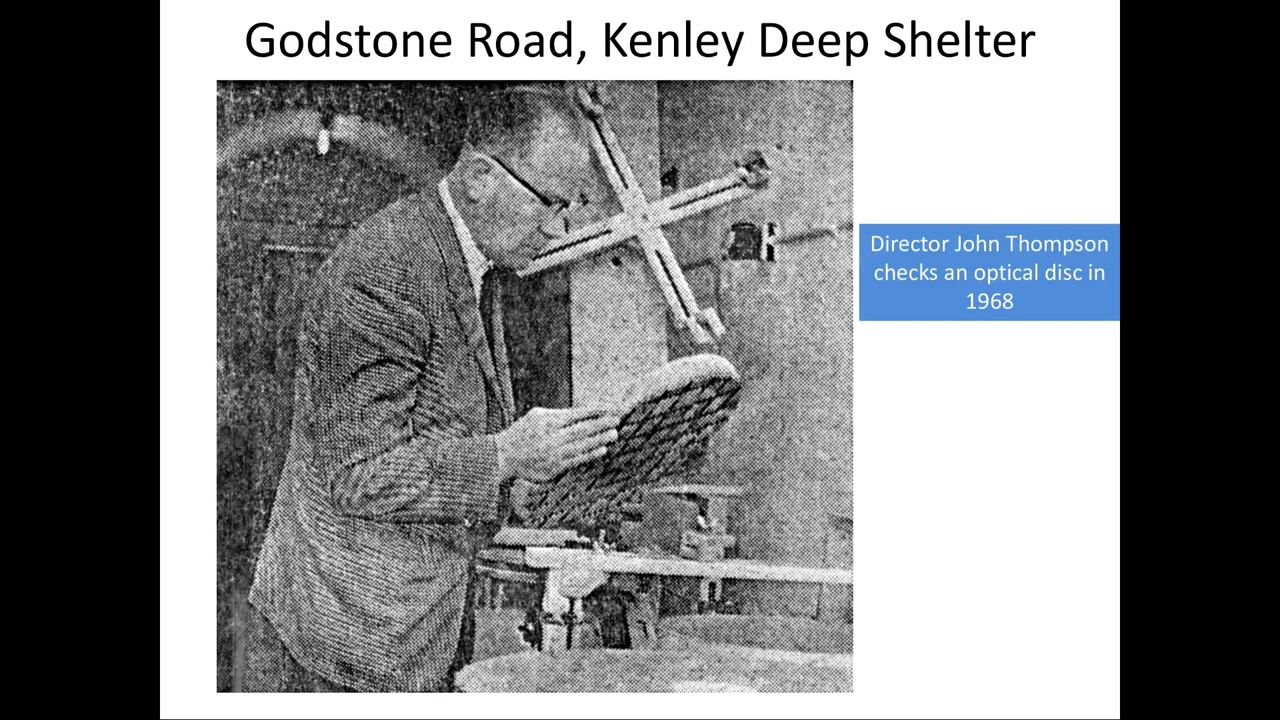 Godstone Road, Kenley Deep Shelter
Director John Thompson
checks an optical disc in
1968